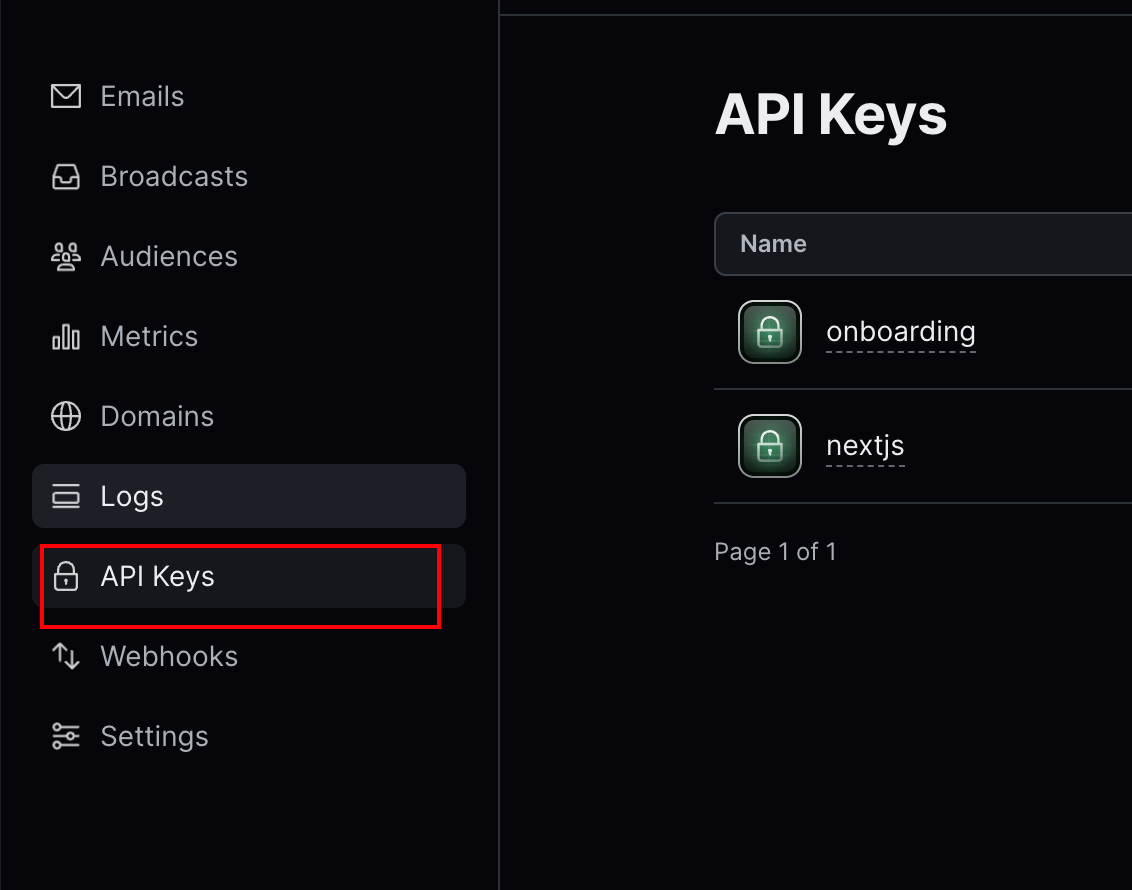 Emails
Broadcasts
Audiences
Metrics
Domains
Logs
API Keys
Webhooks
Settings
API Keys
Name
onboarding
nextjs
Page 1 of 1